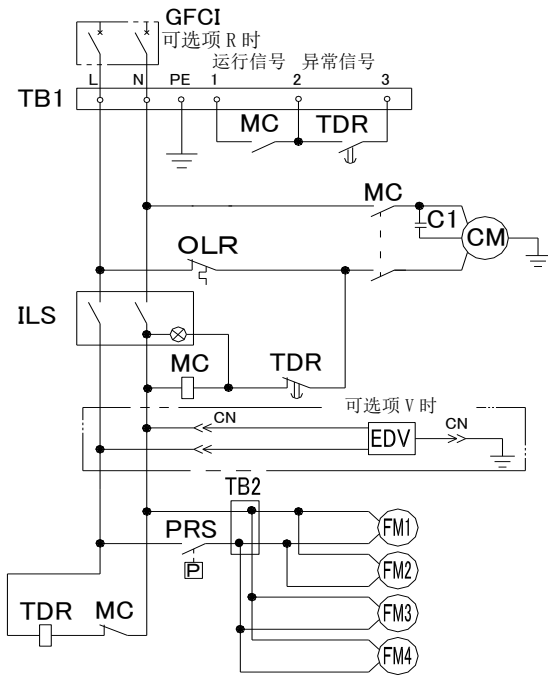 GFCI
可选项 R 时
运行信号 异常信号
L N PE 1 2 3
TB1
MC TDR
MC
C1
CM
OLR
ILS
MC TDR
可选项 V 时
CN
CN
EDV
TB2
PRS
FM1
P
FM2
TDR MC
FM3
FM4